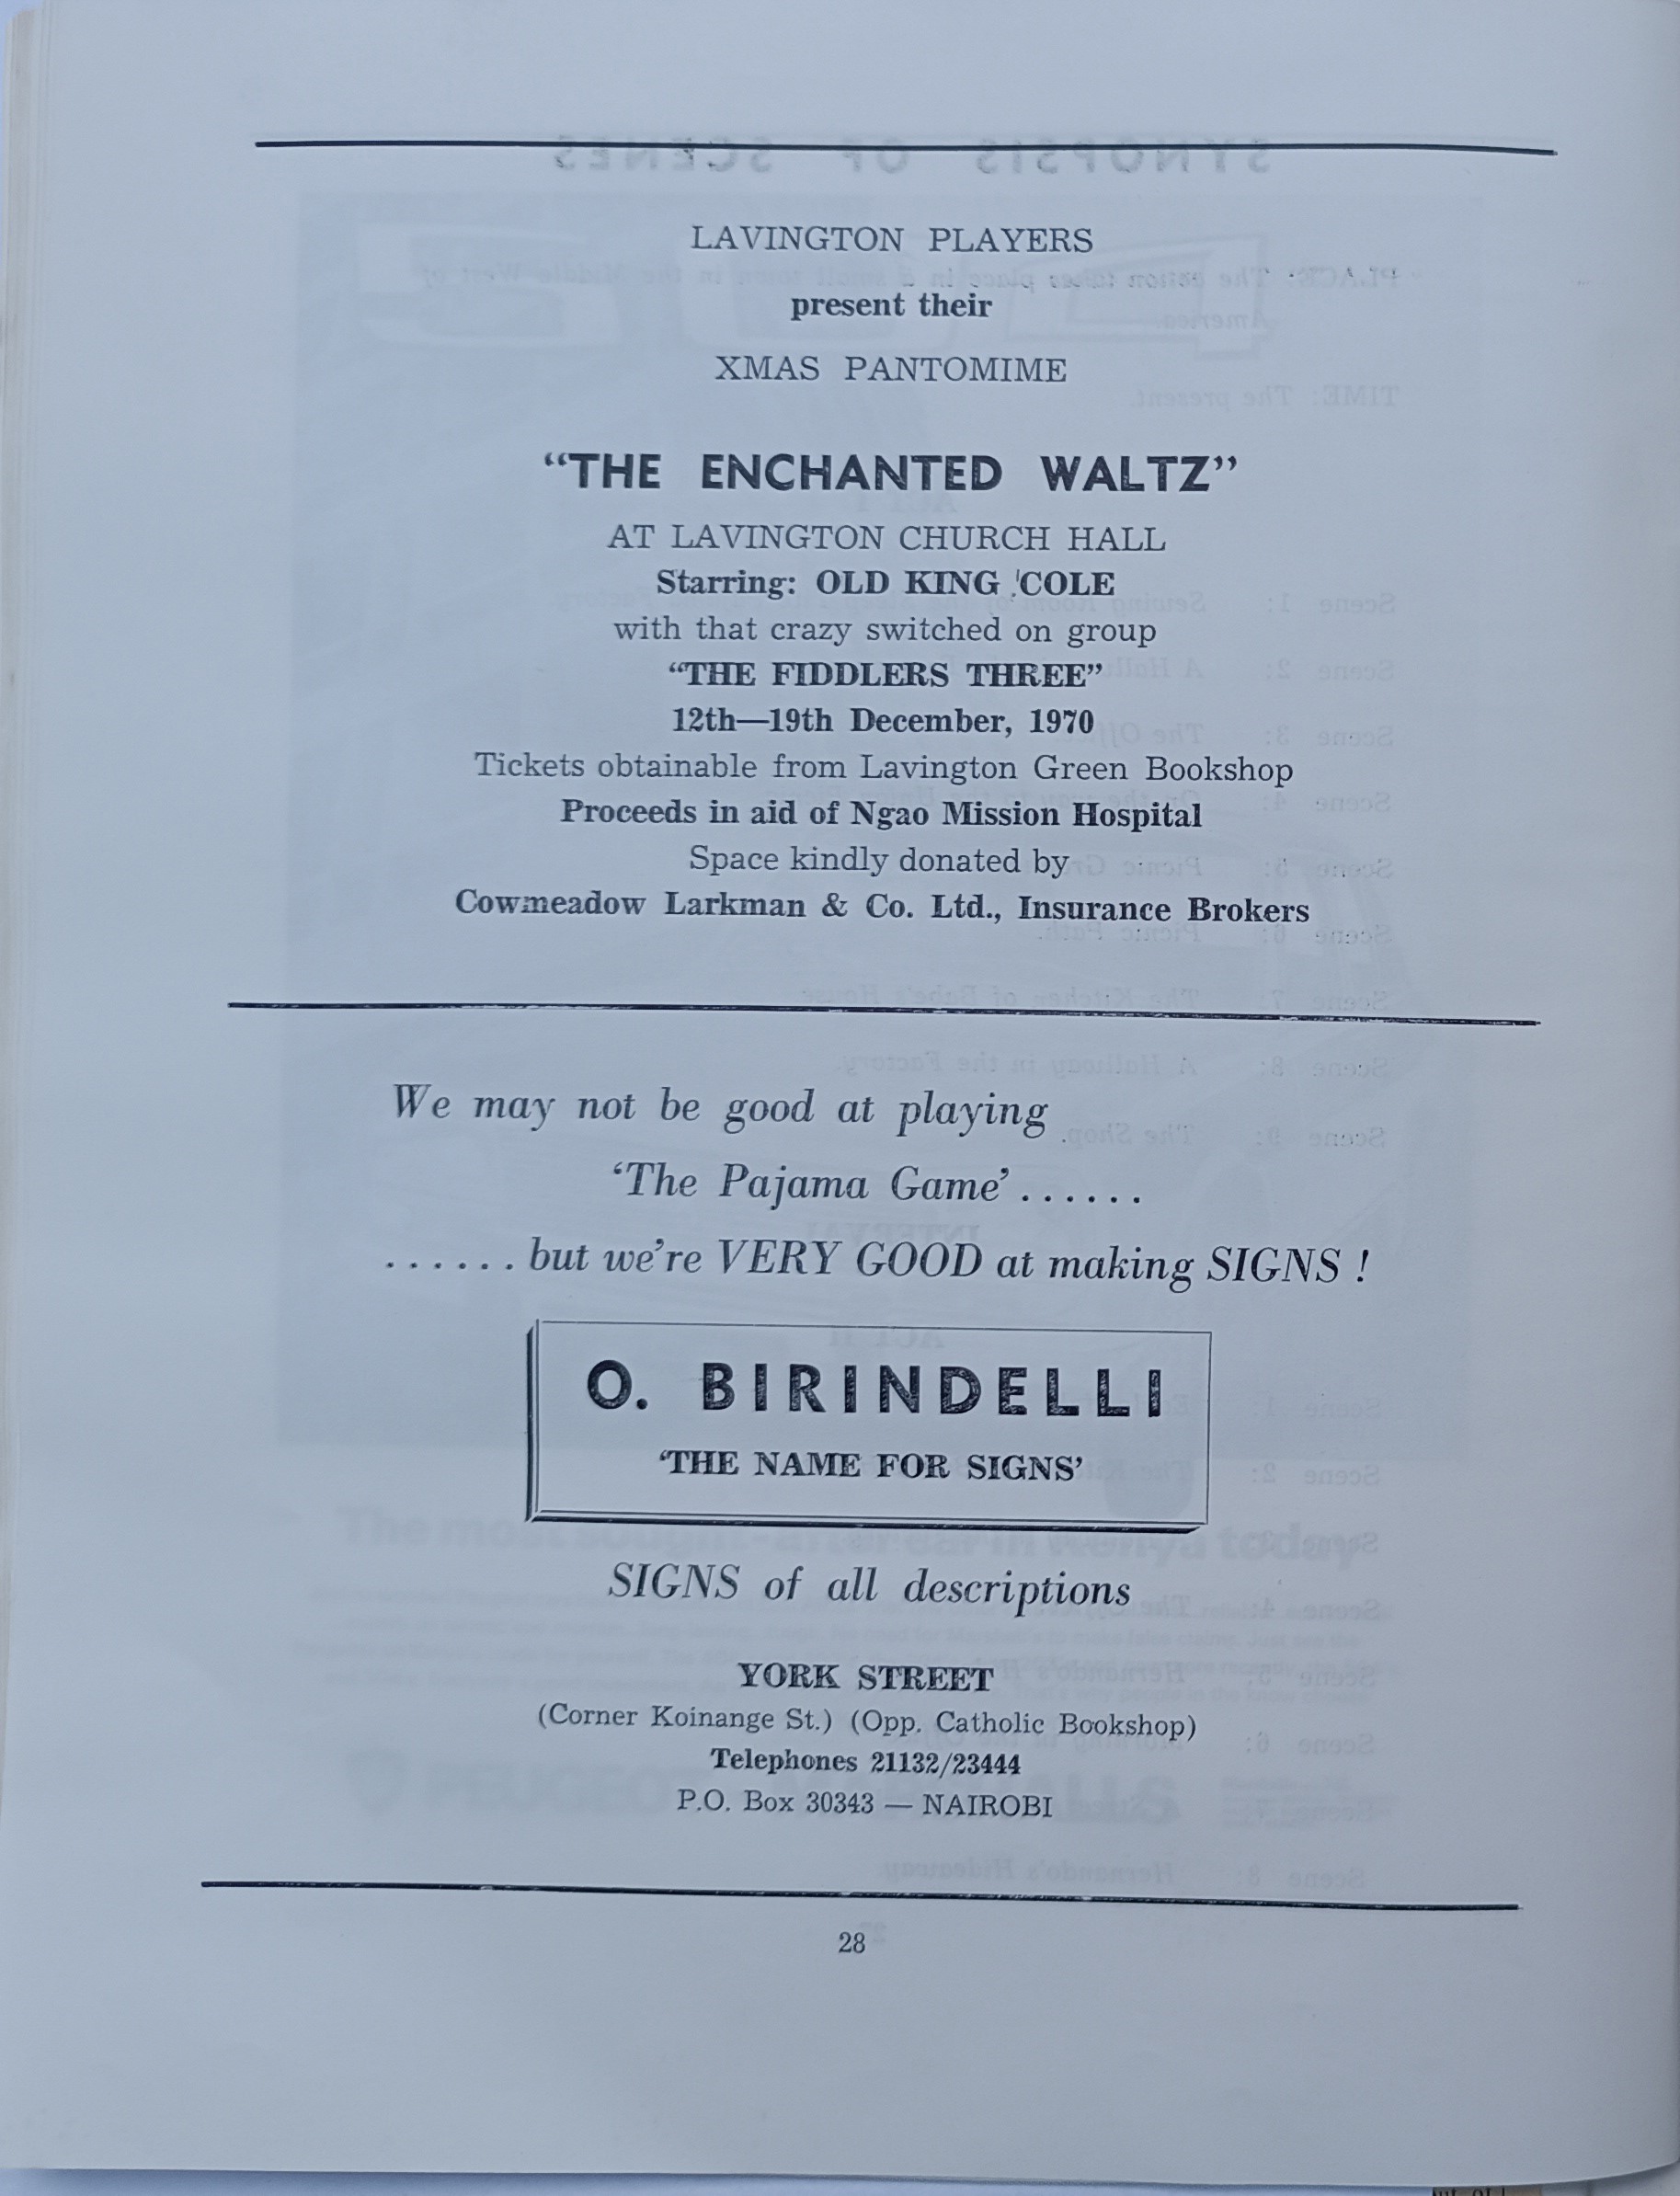 LAVINGTON PLAYERS
present their
XMAS PANTOMIME
“THE ENCHANTED WALTZ”
AT LAVINGTON CHURCH HALL
Starring: OLD KING COLE
with that crazy switched on group
“THE FIDDLERS THREE”
12th—19th December, 1970
Tickets obtainable from Lavington Green Bookshop
Proceeds in aid of Ngao Mission Hospital
Space kindly donated by
Cowmeadow Larkman & Co. Ltd., Insurance Brokers
We may not be good at playing
‘The Pajama Game’......
......but we’re VERY GOOD at making SIGNS !
O. BIRINDELLI
‘THE NAME FOR SIGNS’
SIGNS of all descriptions
YORK STREET
(Corner Koinange St.) (Opp. Catholic Bookshop)
Telephones 21132/23444
P.O. Box 30343 — NAIROBI
28